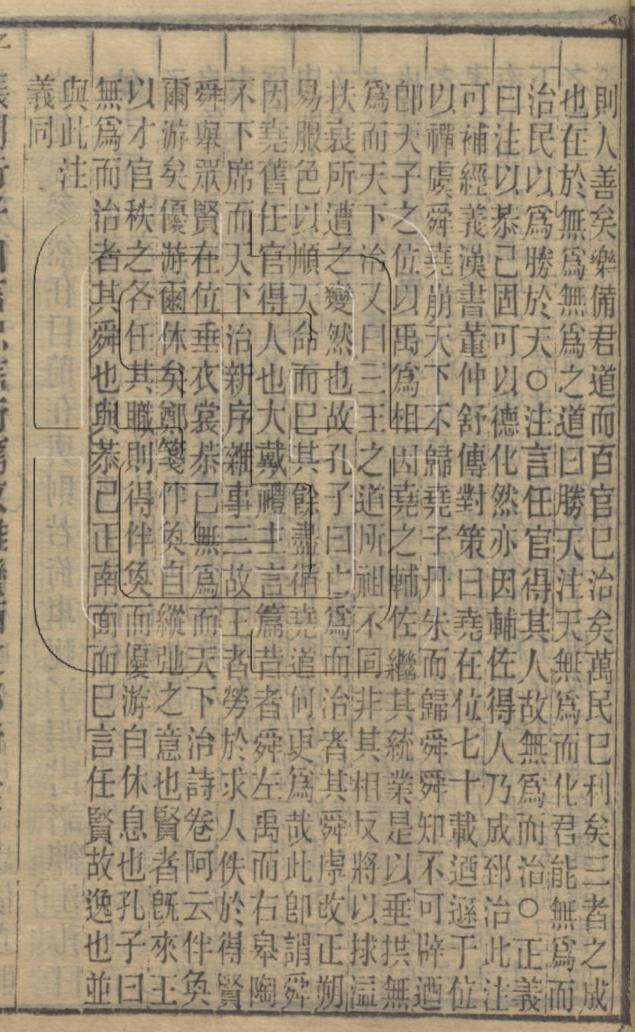 則人善矣樂備君道而百官已治矣萬民已利矣三者之成
也在於無爲無爲之道曰勝天注天無爲而化君能無爲而
治民以爲勝於天○注言任官得其人故無爲而治○正義
曰注以恭己固可以德化然亦因輔佐得人乃成郅治此注
可補經義漢書董仲舒傳對策曰堯在位七十載迺遜于位
以禪虞舜堯崩天下不歸堯子丹朱而歸舜舜知不可辟迺
卽天子之位以禹爲相因堯之輔佐繼其統業是以垂拱無
爲而天下治又曰三王之道所祖不同非其相反將以捄溢
扶衰所遭之變然也故孔子曰亡爲而治者其舜虖改正朔
易服色以順天命而已其餘盡循堯道何更爲哉此卽謂舜
因堯舊任官得人也大戴禮主言篇昔者舜左禹而右皋陶
不下席而天下治新序雜事三故王者勞於求人佚於得賢
舜舉眾賢在位垂衣裳恭己無爲而天下治詩卷阿云伴奐
爾游矣優游爾休矣鄭箋伴奐自縱弛之意也賢者旣來王
以才官秩之各任其職則得伴奐而優游自休息也孔子曰
無爲而治者其舜也與恭己正南面而已言任賢故逸也並
與此注
義同